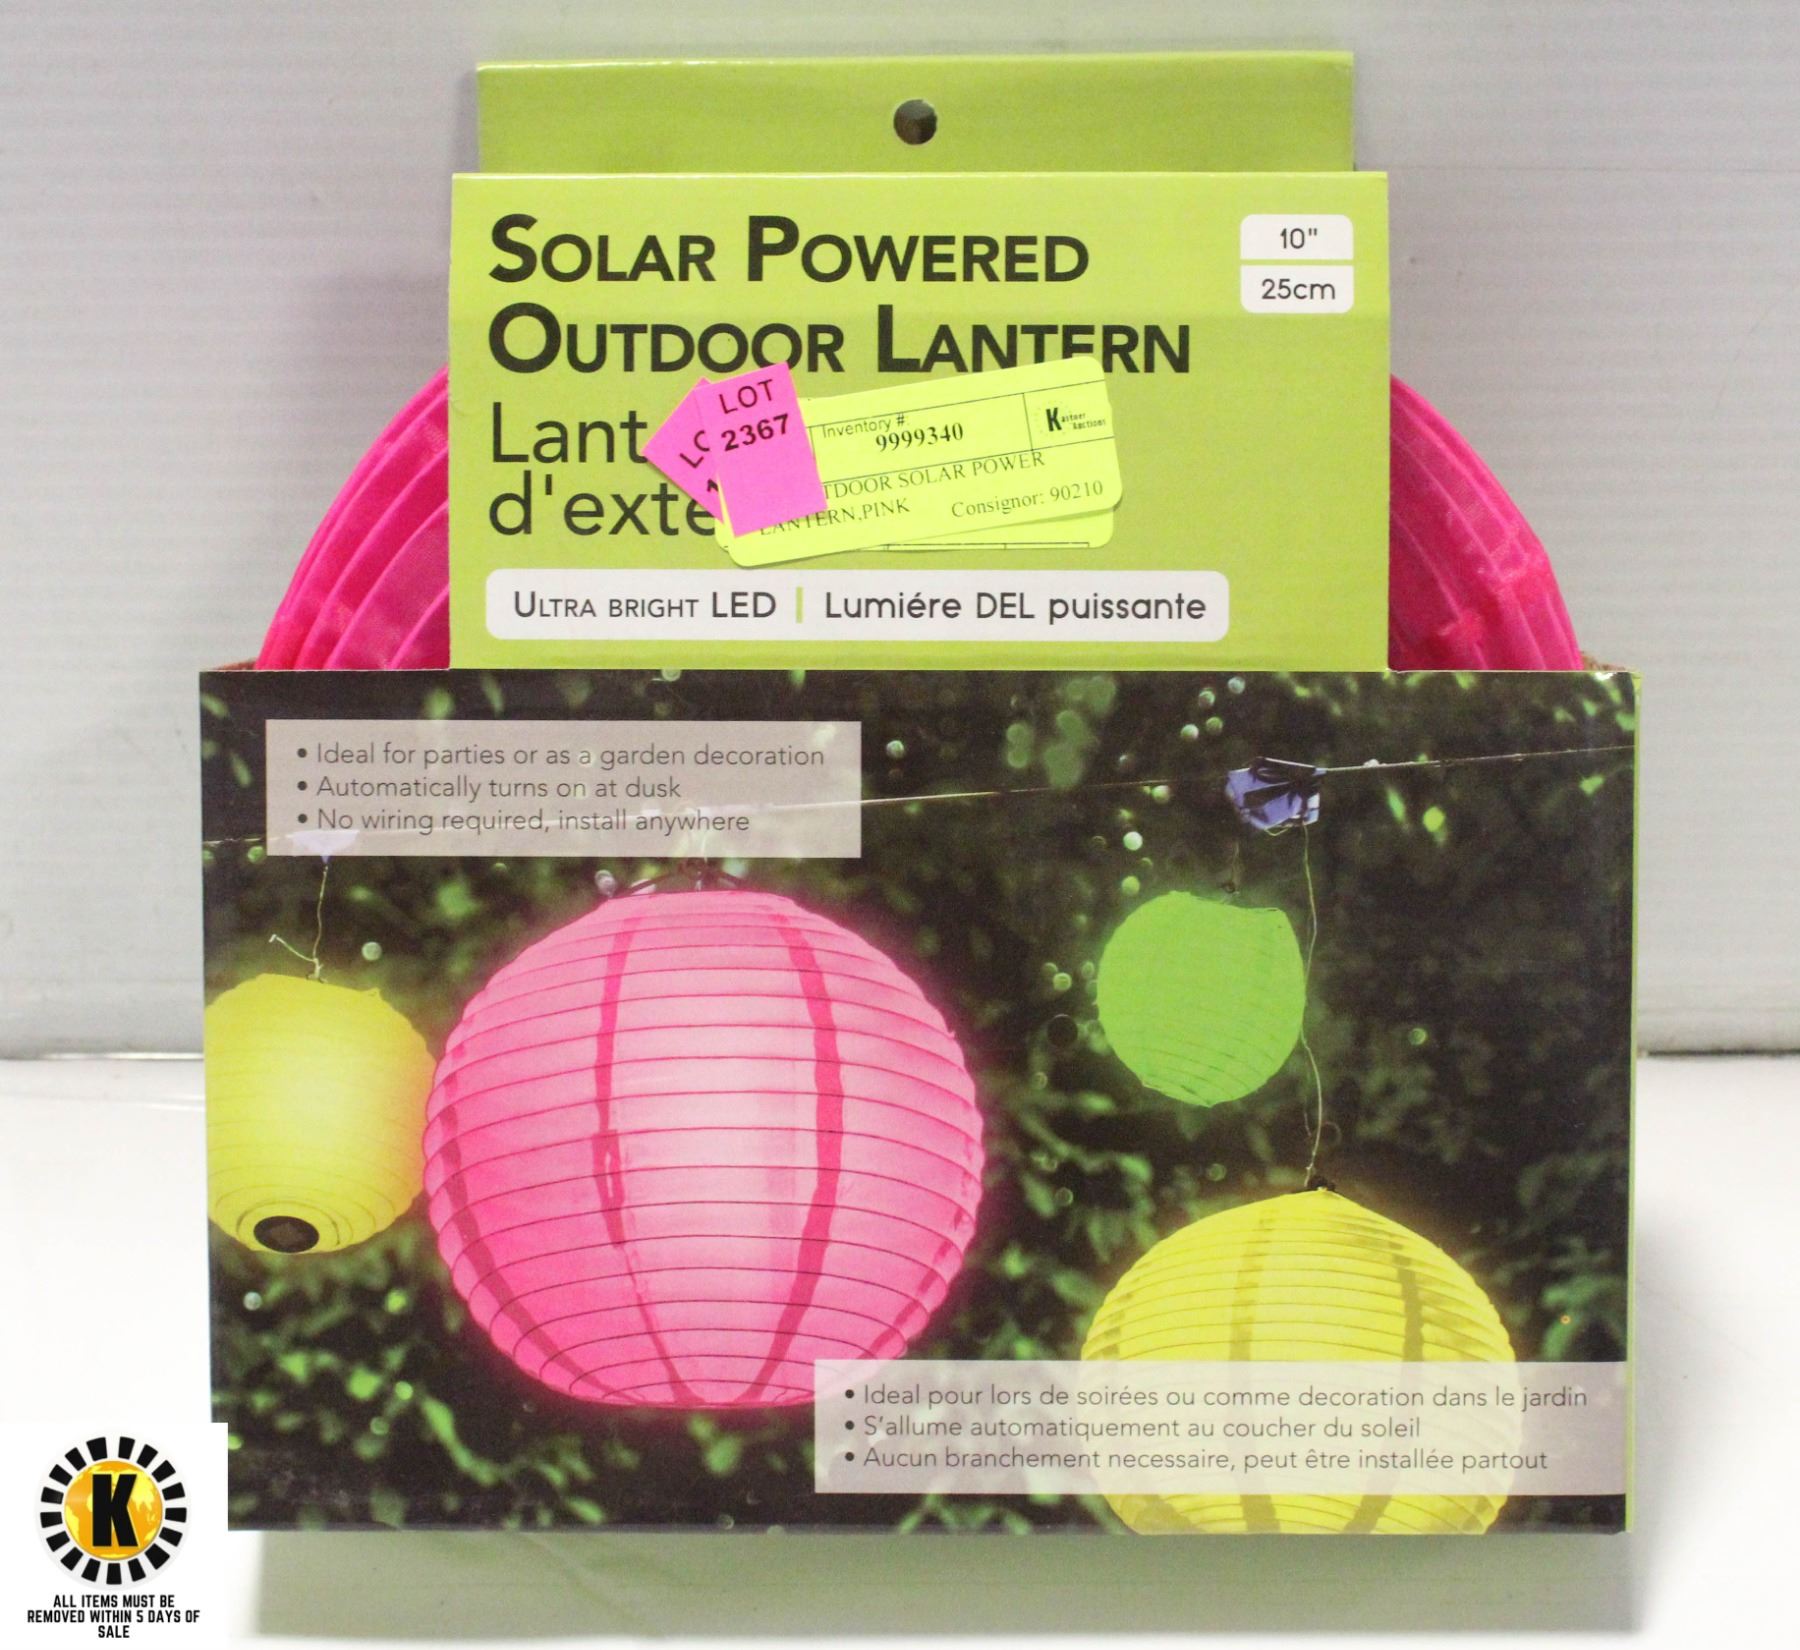 SOLAR POWERED
10"
OUTDOOR LANTERN
25cm
LOT
2367
Inventory #:
9999340
Kastner
Auctions
TDOOR SOLAR POWER
LANTERN,PINK Consignor: 90210
Lant
d'exte
ULTRA BRIGHT LED | Lumiére DEL puissante
• Ideal for parties or as a garden decoration
• Automatically turns on at dusk
• No wiring required, install anywhere
• Ideal pour lors de soirées ou comme decoration dans le jardin
• S'allume automatiquement au coucher du soleil
• Aucun branchement necessaire, peut être installée partout
K
ALL ITEMS MUST BE
REMOVED WITHIN 5 DAYS OF
SALE